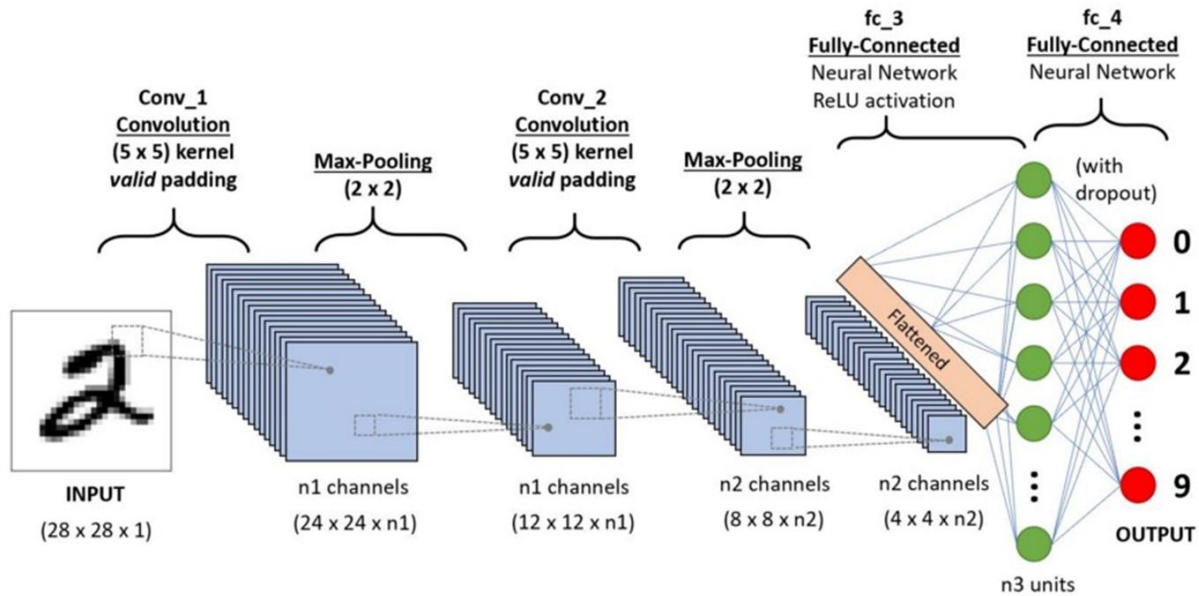 Conv_1
Convolution
(5 x 5) kernel
valid padding
Max-Pooling
(2 x 2)
Conv_2
Convolution
(5 x 5) kernel
valid padding
Max-Pooling
(2 x 2)
fc_3
Fully-Connected
Neural Network
ReLU activation
fc_4
Fully-Connected
Neural Network
(with
dropout)
Flattened
0
1
2
9
OUTPUT
2
INPUT
(28 x 28 x 1)
n1 channels
(24 x 24 x n1)
n1 channels
(12 x 12 x n1)
n2 channels
(8 x 8 x n2)
n2 channels
(4 x 4 x n2)
n3 units